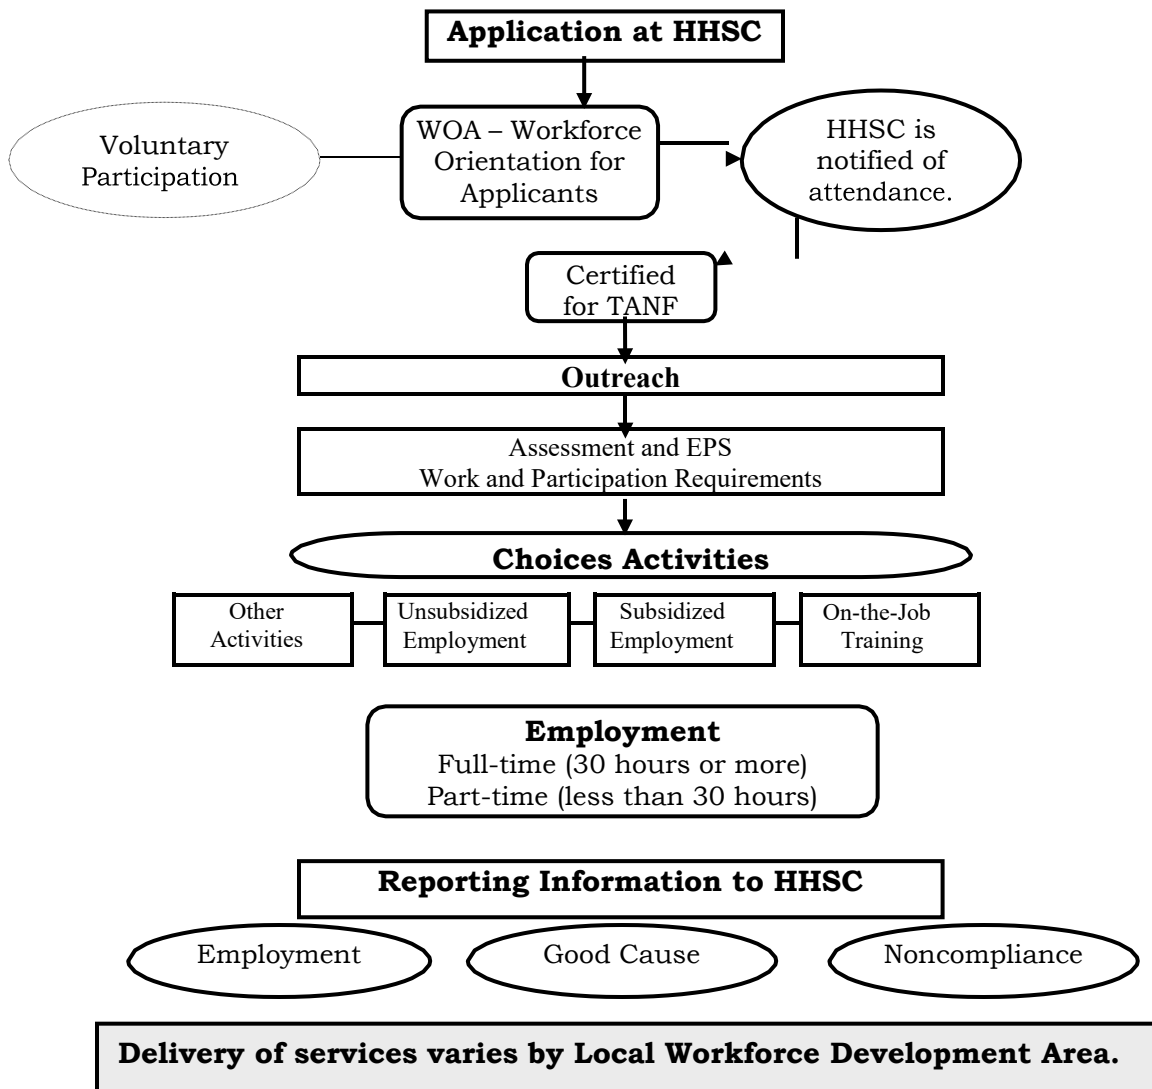 Application at HHSC
Voluntary
Participation
WOA – Workforce
Orientation for
Applicants
HHSC is
notified of
attendance.
Certified
for TANF
Outreach
Assessment and EPS
Work and Participation Requirements
Choices Activities
Other
Activities
Unsubsidized
Employment
Subsidized
Employment
On-the-Job
Training
Employment
Full-time (30 hours or more)
Part-time (less than 30 hours)
Reporting Information to HHSC
Employment
Good Cause
Noncompliance
Delivery of services varies by Local Workforce Development Area.